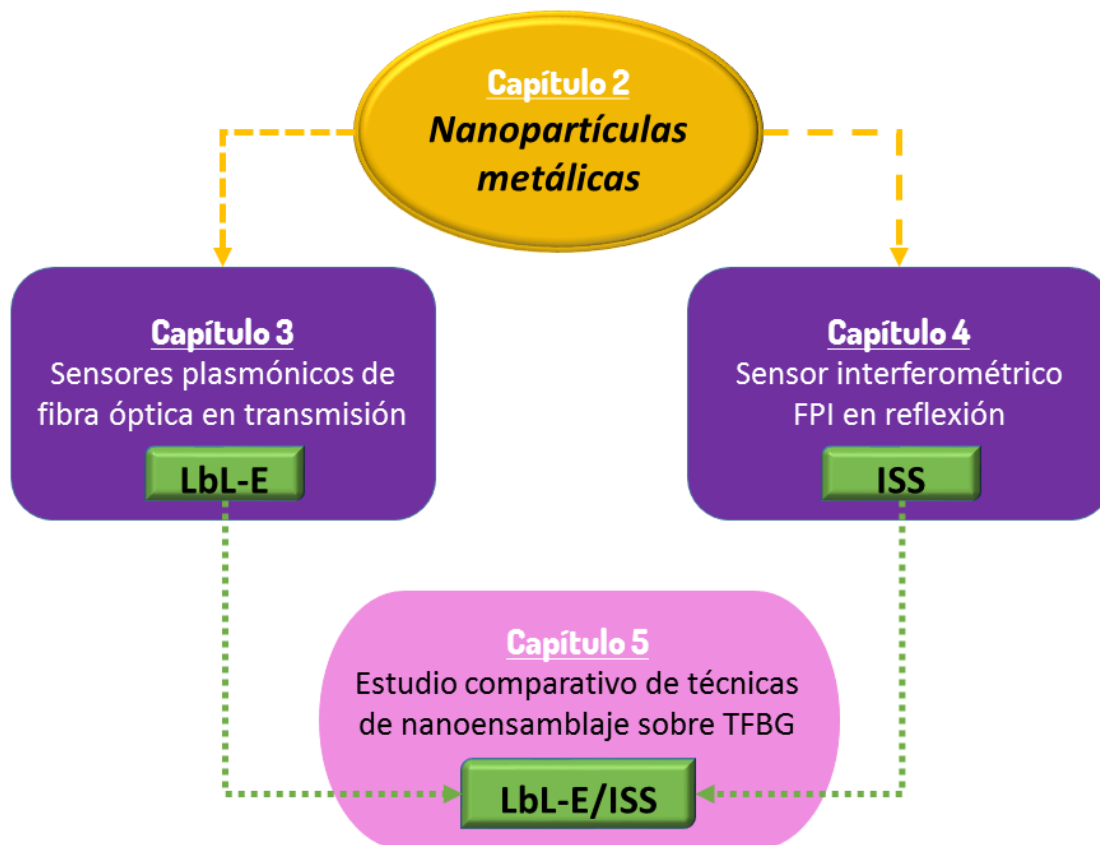 Capítulo 2
Nanopartículas
metálicas
Capítulo 3
Sensores plasmónicos de
fibra óptica en transmisión
LbL-E
Capítulo 4
Sensor interferométrico
FPI en reflexión
ISS
Capítulo 5
Estudio comparativo de técnicas
de nanoensamblaje sobre TFBG
LbL-E/ISS